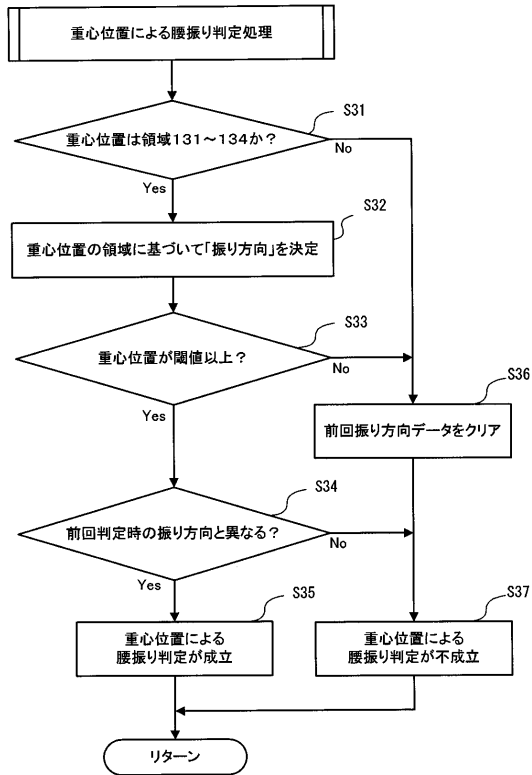 重心位置による腰振り判定処理
S31
重心位置は領域131～134か？
No
Yes
S32
重心位置の領域に基づいて「振り方向」を決定
S33
重心位置が閾値以上？
No
Yes
S36
前回振り方向データをクリア
S34
前回判定時の振り方向と異なる？
No
Yes
S35
重心位置による
腰振り判定が成立
S37
重心位置による
腰振り判定が不成立
リターン